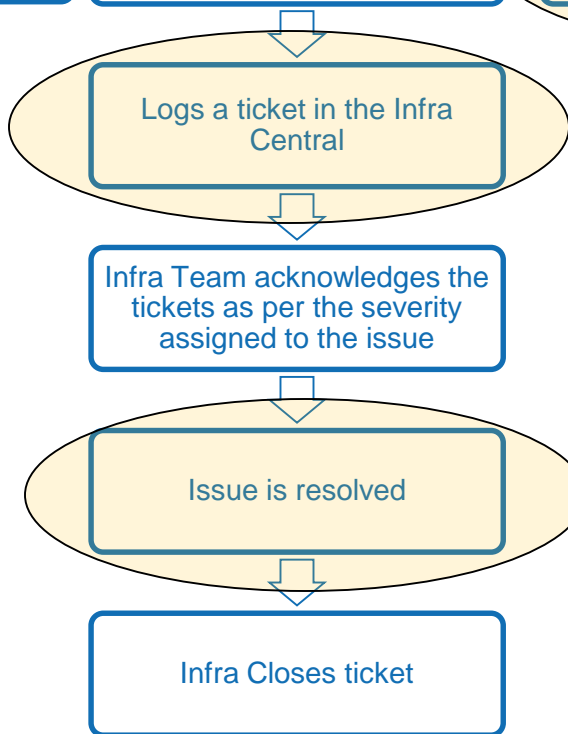 Logs a ticket in the Infra
Central
Infra Team acknowledges the
tickets as per the severity
assigned to the issue
Issue is resolved
Infra Closes ticket